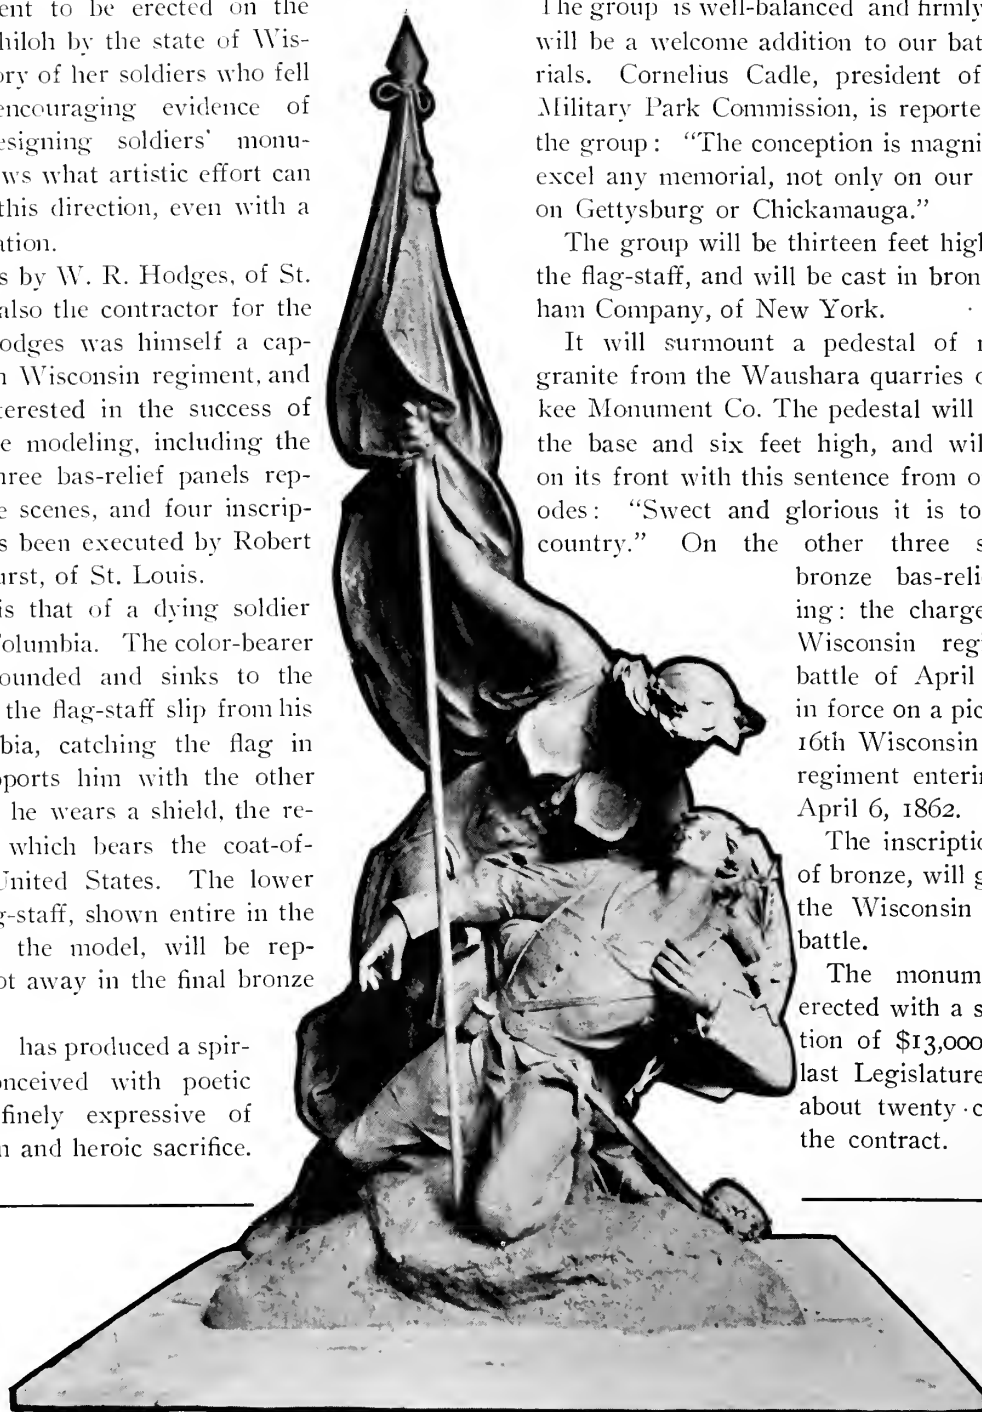 ent to be erected on the
hiloh by the state of Wis-
ory of her soldiers who fell
encouraging evidence of
esigning soldiers' monu-
ws what artistic effort can
this direction, even with a
ation.
s by W. R. Hodges, of St.
also the contractor for the
odges was himself a cap-
n Wisconsin regiment, and
terested in the success of
e modeling, including the
hree bas-relief panels rep-
e scenes, and four inscrip-
s been executed by Robert
urst, of St. Louis.
is that of a dying soldier
Columbia. The color-bearer
ounded and sinks to the
the flag-staff slip from his
bia, catching the flag in
pports him with the other
he wears a shield, the re-
which bears the coat-of-
United States. The lower
g-staff, shown entire in the
the model, will be rep-
ot away in the final bronze
has produced a spir-
onceived with poetic
finely expressive of
n and heroic sacrifice.
The group is well-balanced and firmly
will be a welcome addition to our bat
rials. Cornelius Cadle, president of
Military Park Commission, is reporte
the group: "The conception is magni
excel any memorial, not only on our
on Gettysburg or Chickamauga."
The group will be thirteen feet high
the flag-staff, and will be cast in bron
ham Company, of New York.
It will surmount a pedestal of r
granite from the Waushara quarries o
kee Monument Co. The pedestal will
the base and six feet high, and wil
on its front with this sentence from o
odes: "Sweet and glorious it is to
country." On the other three s
bronze bas-relie
ing: the charge
Wisconsin reg
battle of April
in force on a pic
16th Wisconsin
regiment enterin
April 6, 1862.
The inscriptio
of bronze, will g
the Wisconsin
battle.
The monum
erected with a s
tion of $13,000
last Legislature
about twenty c
the contract.